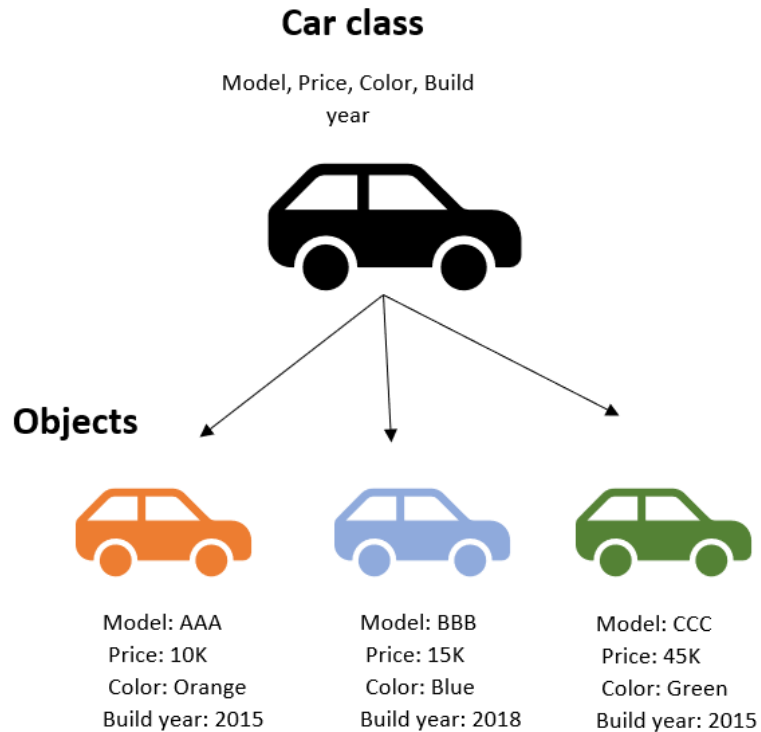 Car class
Model, Price, Color, Build
year
Objects
Model: AAA
Price: 10K
Color: Orange
Build year: 2015
Model: BBB
Price: 15K
Color: Blue
Build year: 2018
Model: CCC
Price: 45K
Color: Green
Build year: 2015